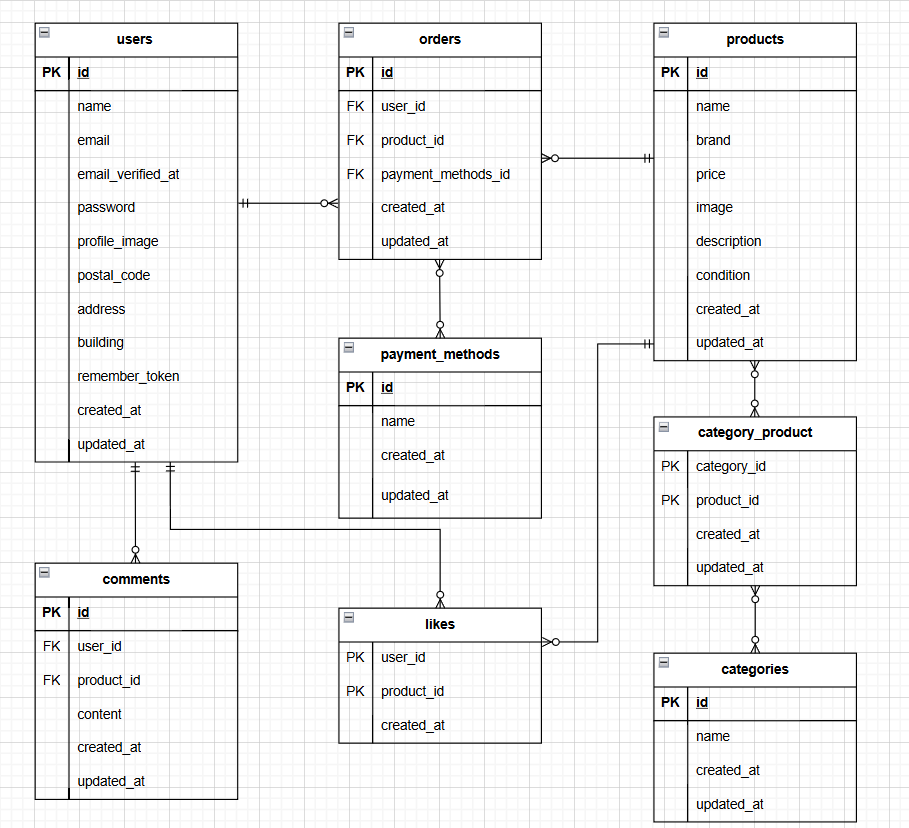 users
PK id
name
email
email_verified_at
password
profile_image
postal_code
address
building
remember_token
created_at
updated_at
orders
PK id
FK user_id
FK product_id
FK payment_methods_id
created_at
updated_at
products
PK id
name
brand
price
image
description
condition
created_at
updated_at
payment_methods
PK id
name
created_at
updated_at
category_product
PK category_id
PK product_id
created_at
updated_at
comments
PK id
FK user_id
FK product_id
content
created_at
updated_at
likes
PK user_id
PK product_id
created_at
categories
PK id
name
created_at
updated_at